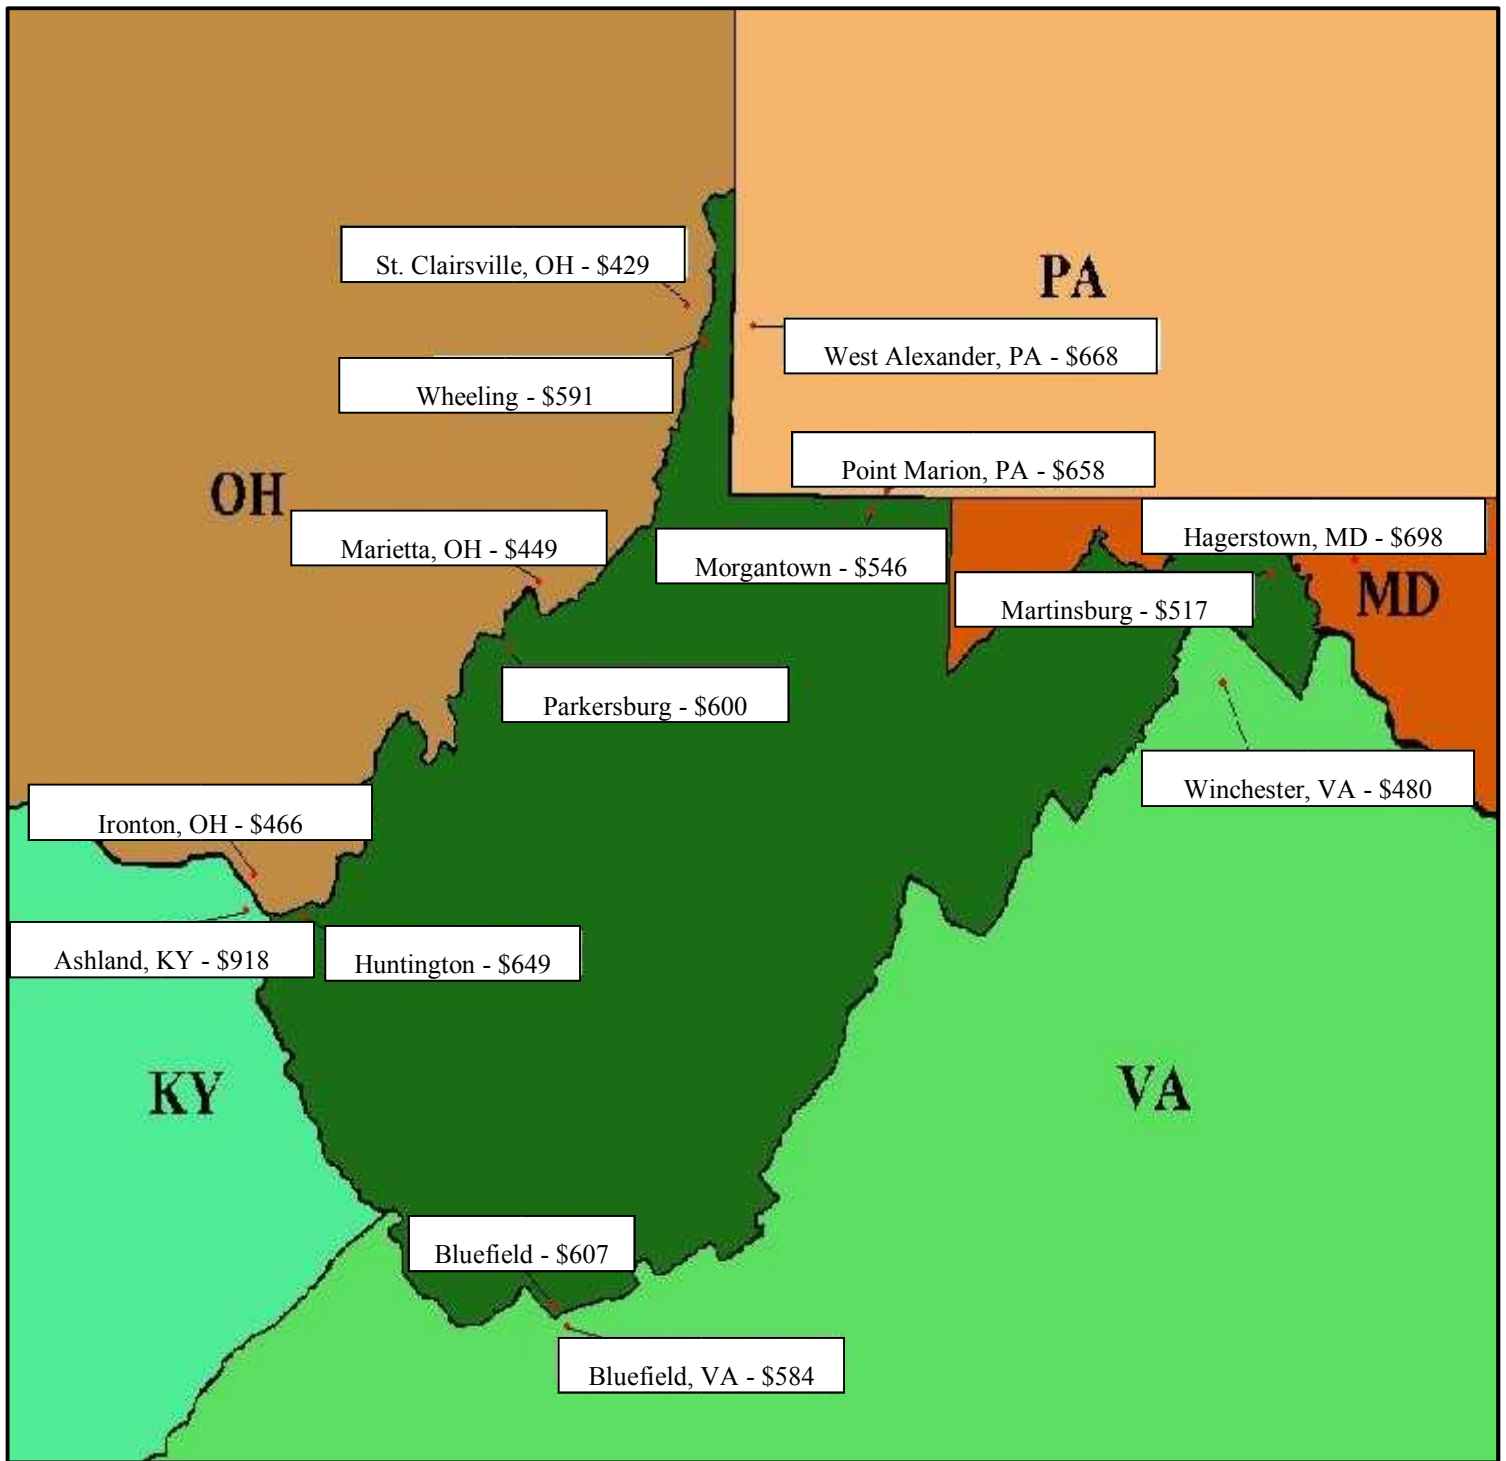 St. Clairsville, OH - $429
PA
West Alexander, PA - $668
Wheeling - $591
Point Marion, PA - $658
OH
Marietta, OH - $449
Morgantown - $546
Hagerstown, MD - $698
Martinsburg - $517
MD
Parkersburg - $600
Winchester, VA - $480
Ironton, OH - $466
Ashland, KY - $918
Huntington - $649
KY
VA
Bluefield - $607
Bluefield, VA - $584